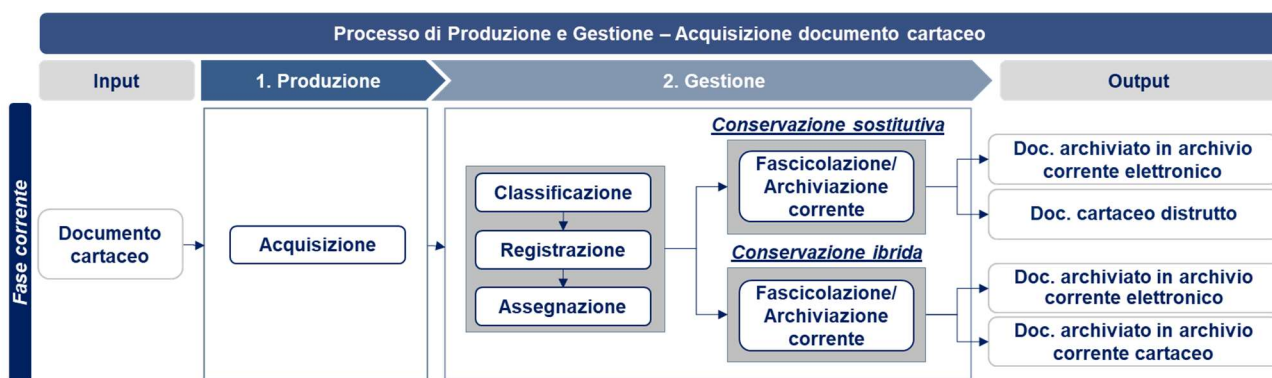 Processo di Produzione e Gestione – Acquisizione documento cartaceo
Input
1. Produzione
2. Gestione
Output
Fase corrente
Documento
cartaceo
Acquisizione
Classificazione
Registrazione
Assegnazione
Conservazione sostitutiva
Fascicolazione/
Archiviazione
corrente
Conservazione ibrida
Fascicolazione/
Archiviazione
corrente
Doc. archiviato in archivio
corrente elettronico
Doc. cartaceo distrutto
Doc. archiviato in archivio
corrente elettronico
Doc. archiviato in archivio
corrente cartaceo